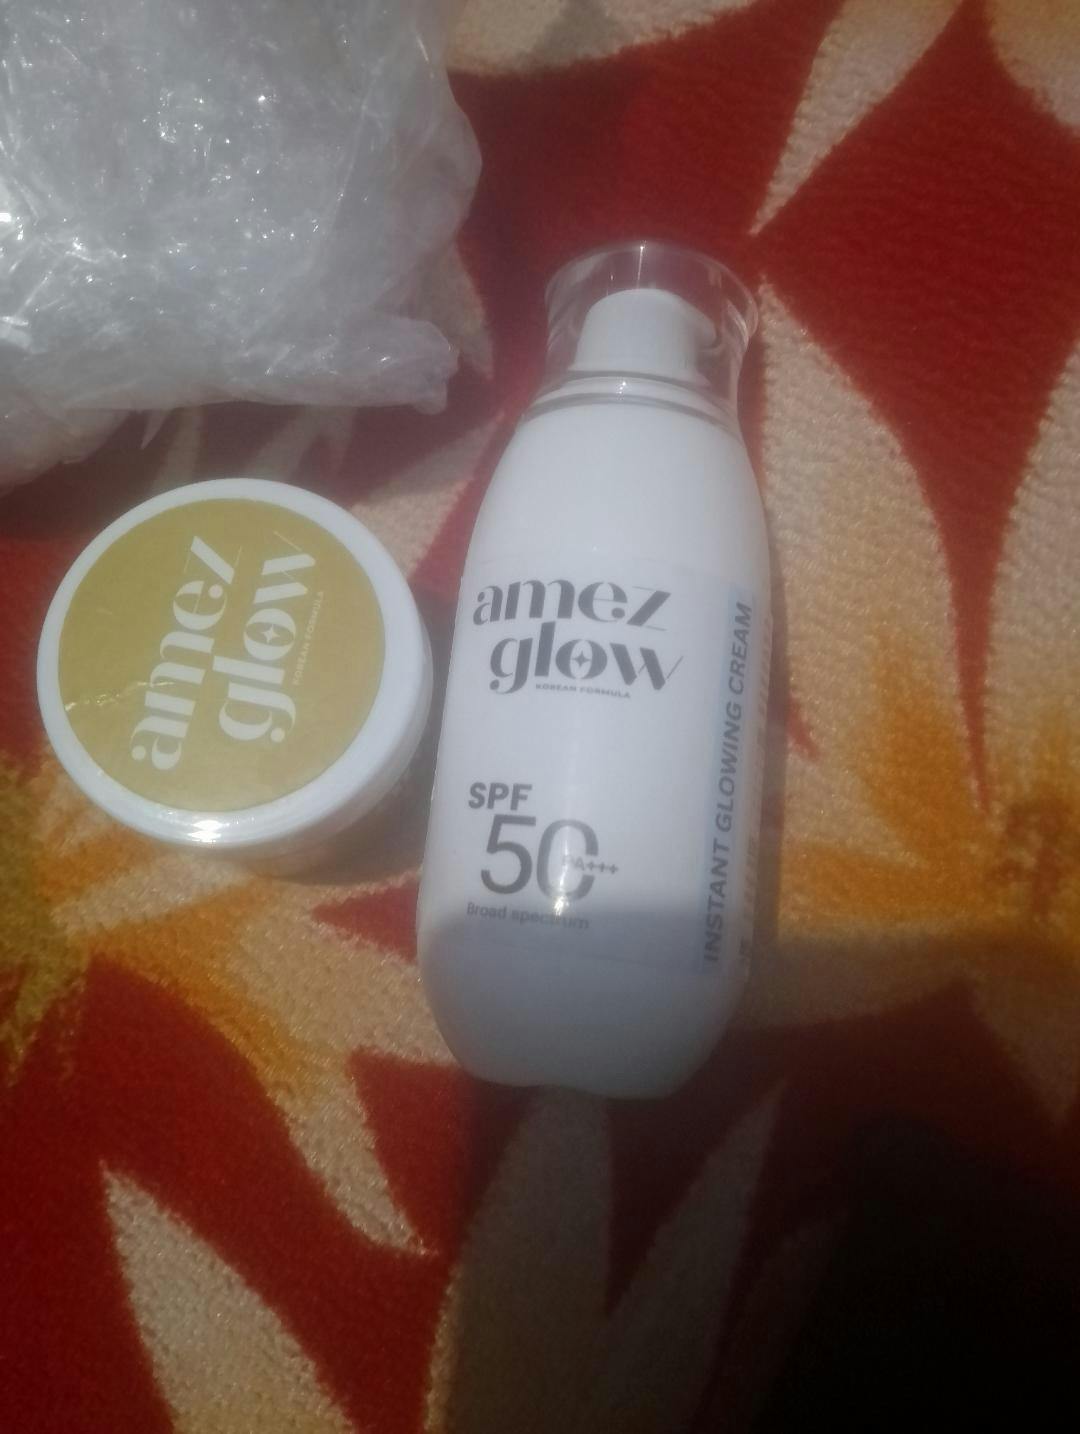 amez
glow
KOREAN FORMULA
amez
glow
KOREAN FORMULA
SPF
50
PA+++
Broad spectrum
INSTANT GLOWING CREAM